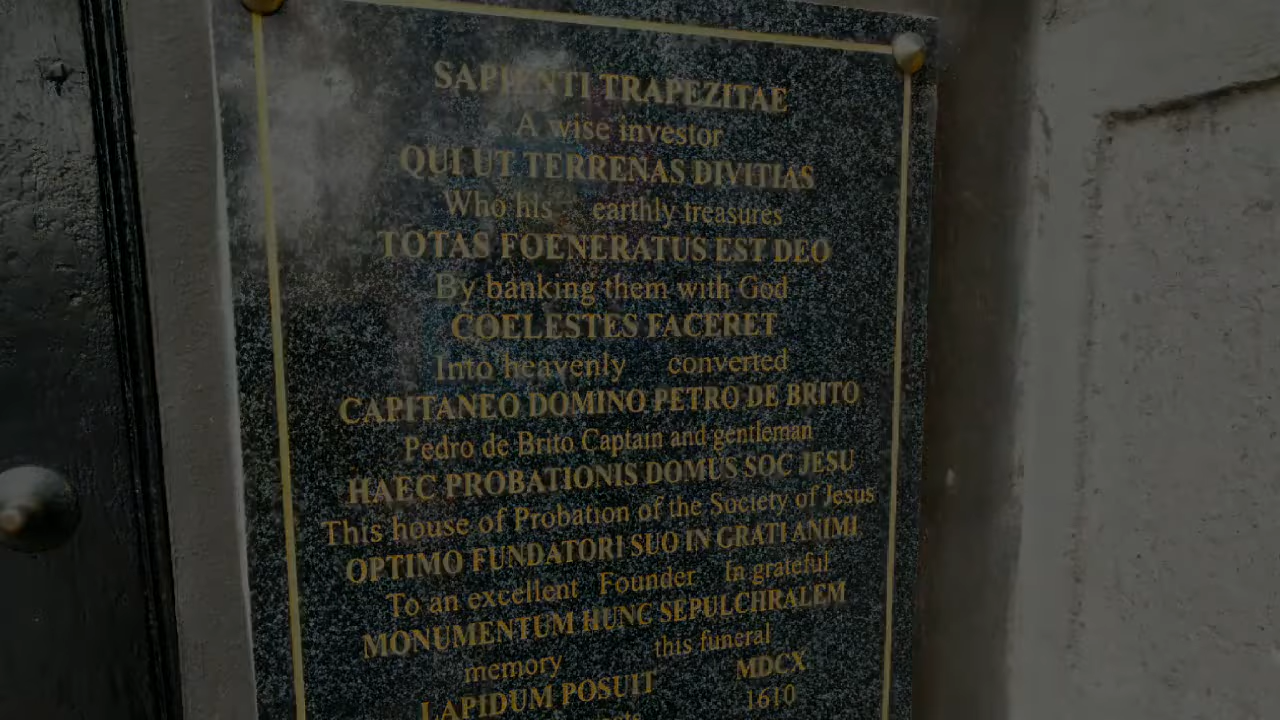 SAPIENTI TRAPEZITAE
A wise investor
QUI UT TERRENAS DIVITIAS
Who his earthly treasures
TOTAS FOENERATUS EST DEO
By banking them with God
COELESTES FACERET
Into heavenly converted
CAPITANEO DOMINO PETRO DE BRITO
Pedro de Brito Captain and gentleman
HAEC PROBATIONIS DOMUS SOC JESU
This house of Probation of the Society of Jesus
OPTIMO FUNDATORI SUO IN GRATI ANIMI
To an excellent Founder In grateful
MONUMENTUM HUNC SEPULCHRALEM
memory this funeral
LAPIDUM POSUIT MDCX
1610